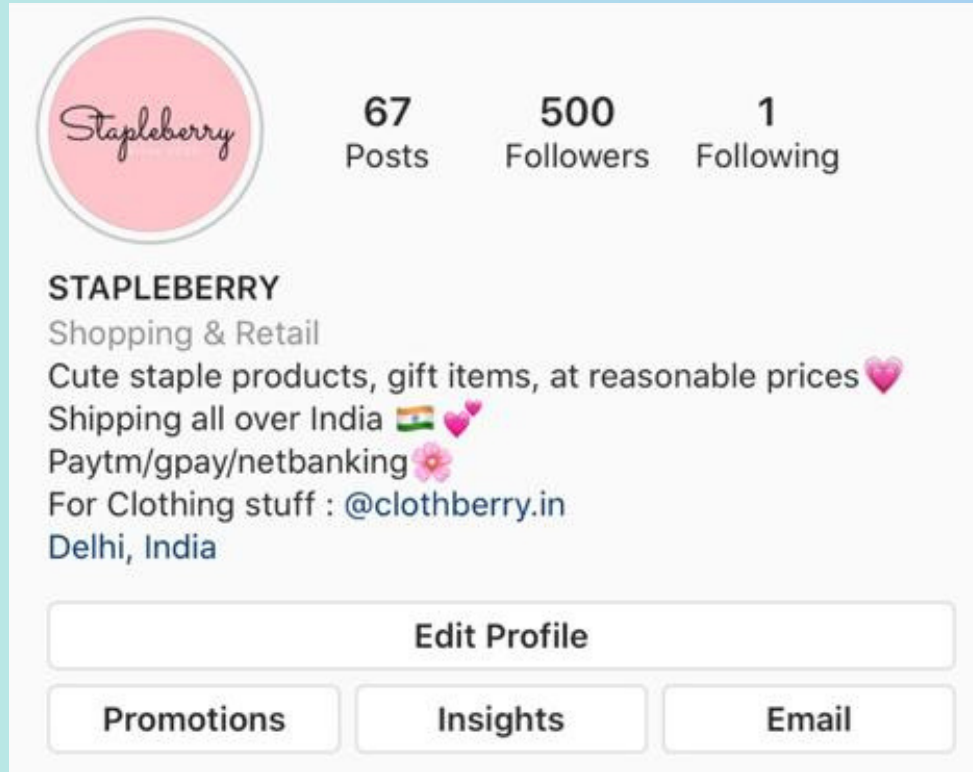 Stapleberry
67 500 1
Posts Followers Following
STAPLEBERRY
Shopping & Retail
Cute staple products, gift items, at reasonable prices💗
Shipping all over India 🇮🇳 💕
Paytm/gpay/netbanking🌸
For Clothing stuff : @clothberry.in
Delhi, India
Edit Profile
Promotions Insights Email